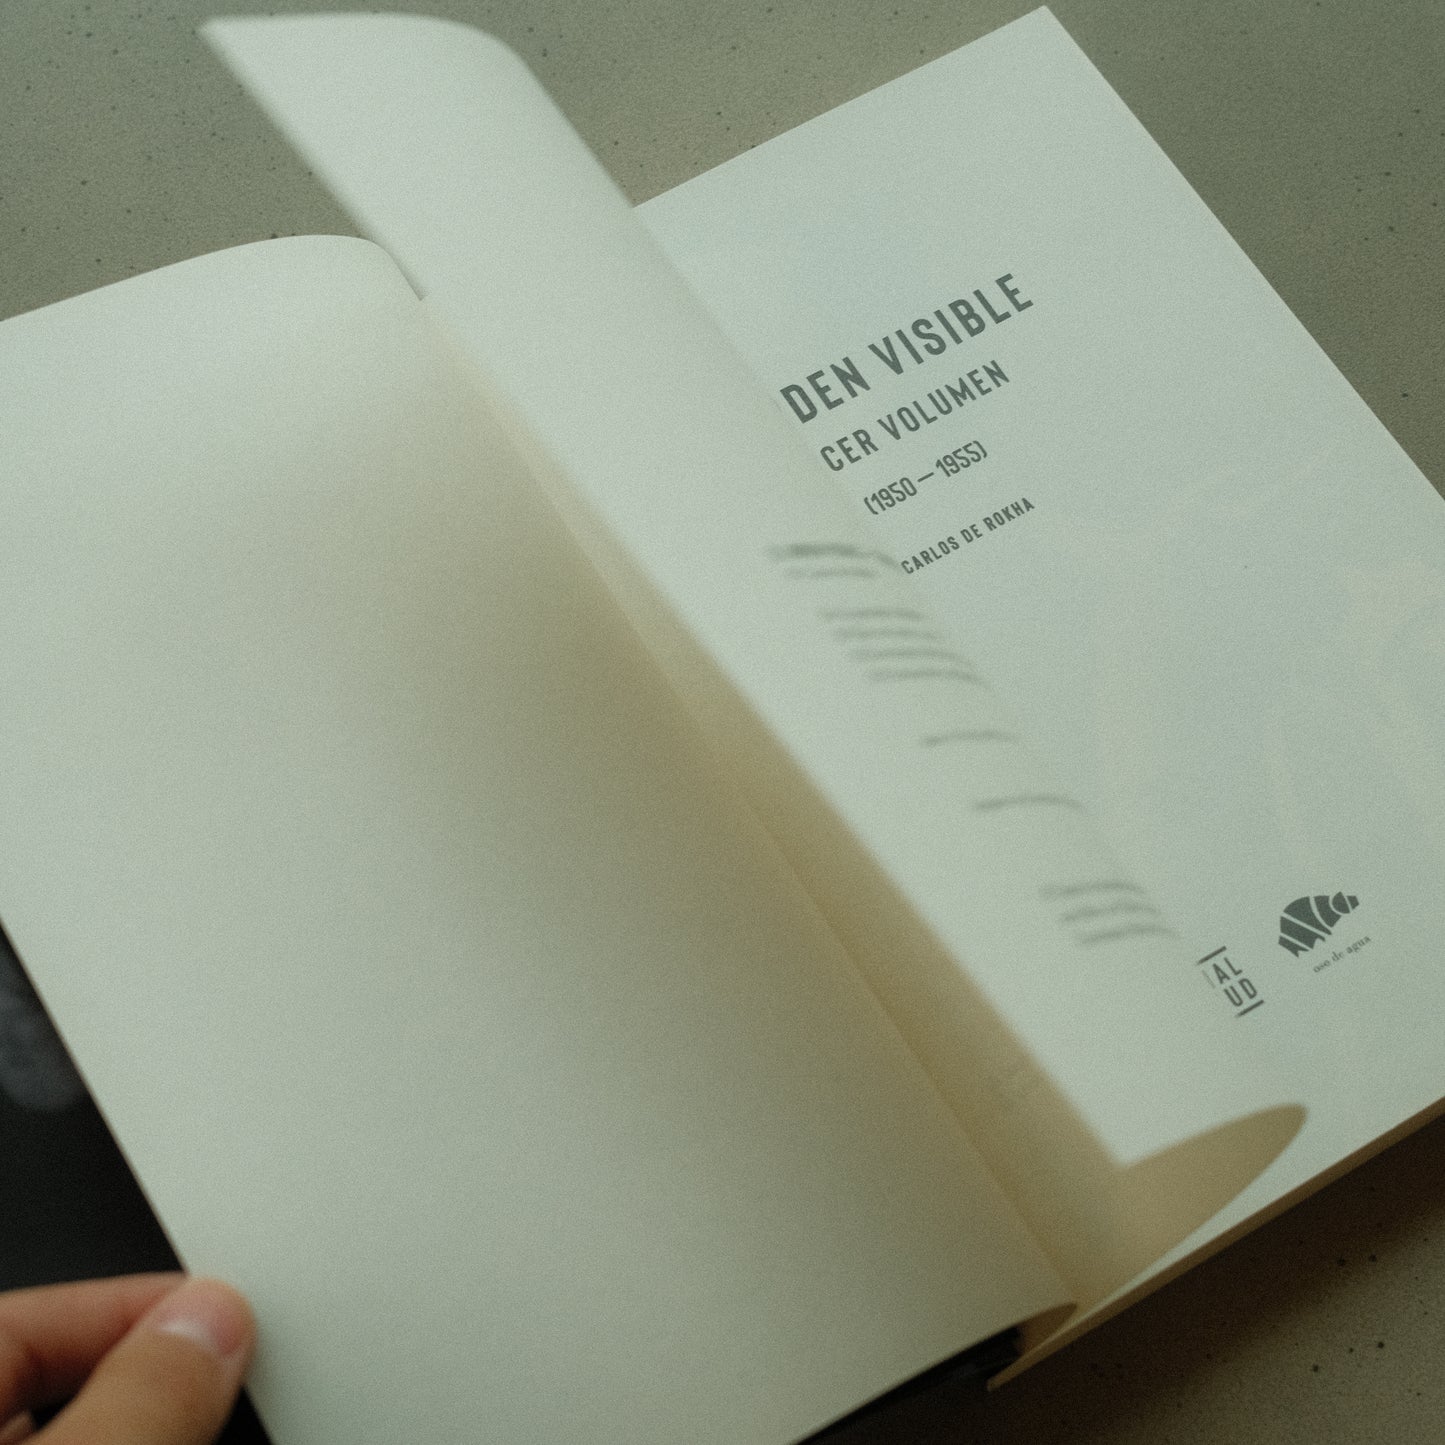 DEN VISIBLE
CER VOLUMEN
(1950 — 1955)
CARLOS DE ROKHA
AL
UD
oso de agua